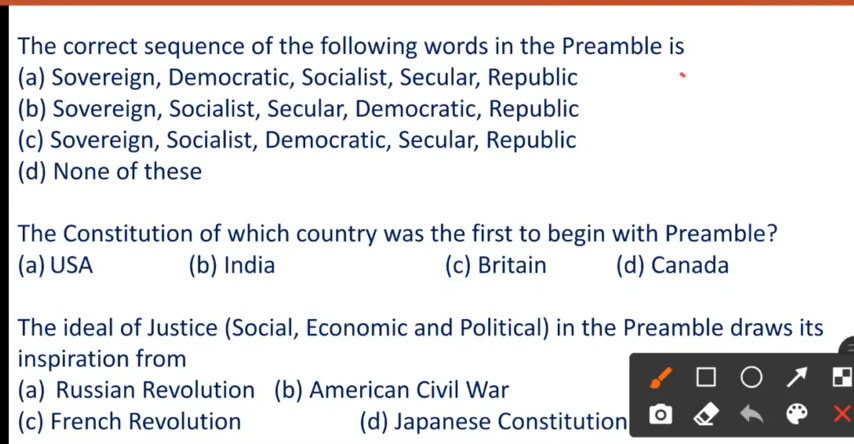 The correct sequence of the following words in the Preamble is
(a) Sovereign, Democratic, Socialist, Secular, Republic
(b) Sovereign, Socialist, Secular, Democratic, Republic
(c) Sovereign, Socialist, Democratic, Secular, Republic
(d) None of these
The Constitution of which country was the first to begin with Preamble?
(a) USA (b) India (c) Britain (d) Canada
The ideal of Justice (Social, Economic and Political) in the Preamble draws its
inspiration from
(a) Russian Revolution (b) American Civil War
(c) French Revolution (d) Japanese Constitution